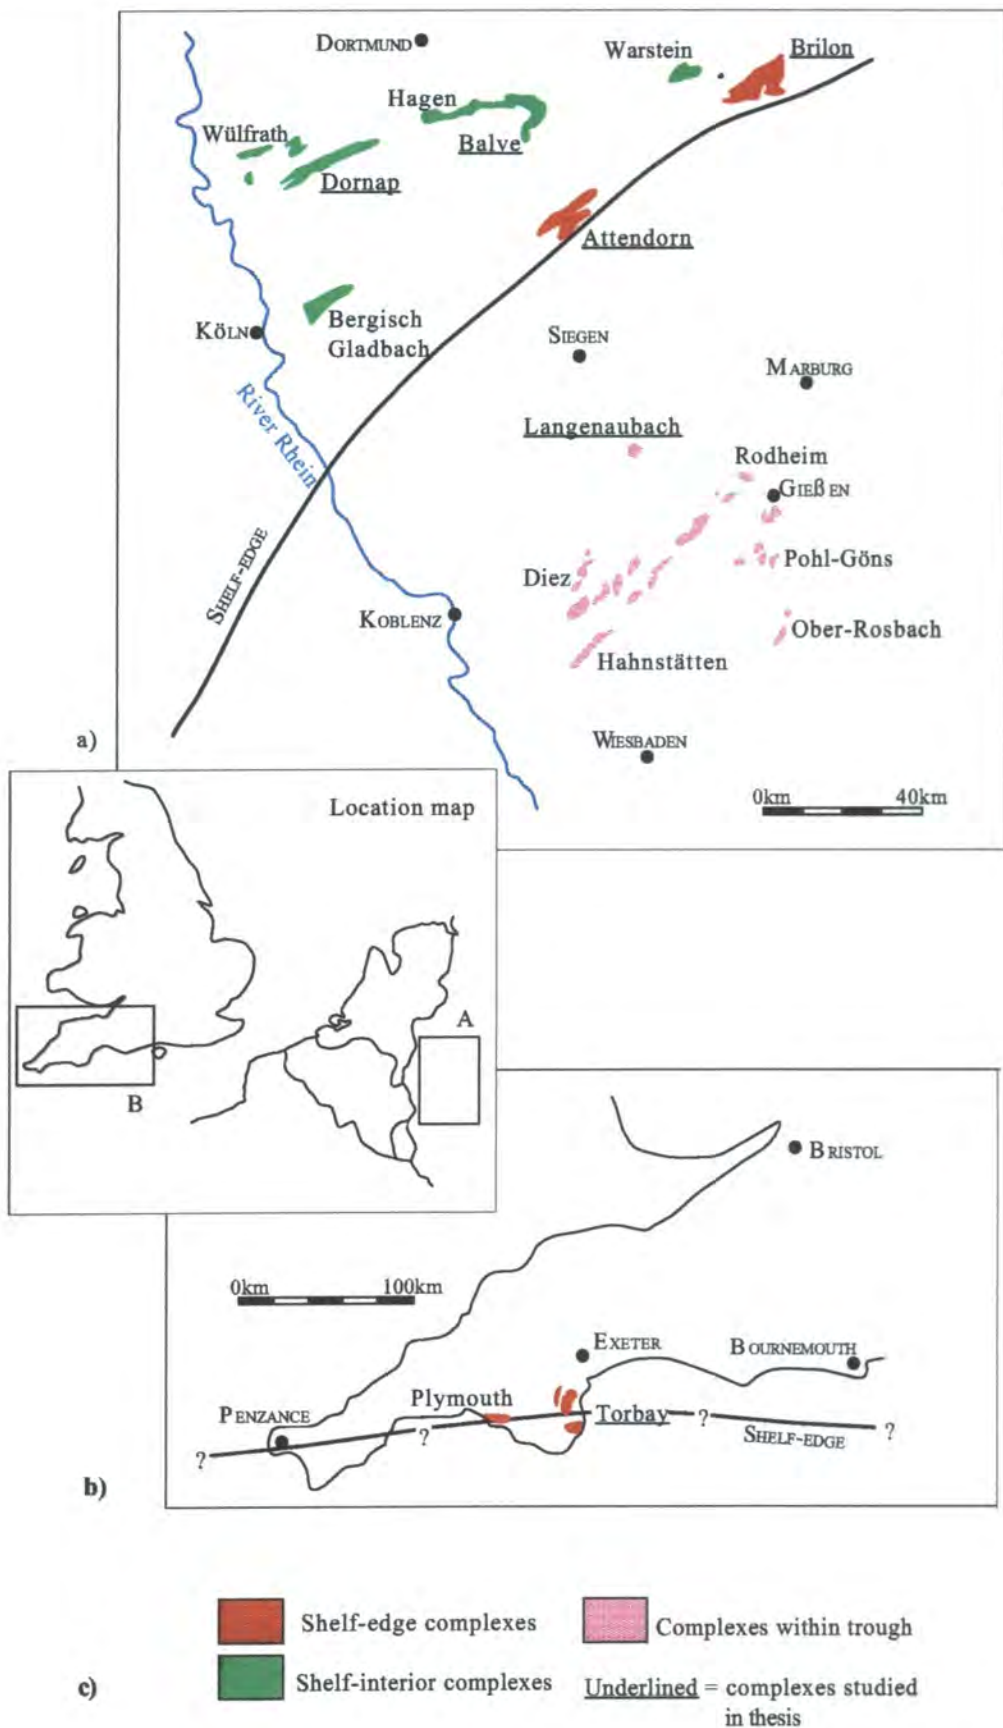 DORTMUND
Warstein
Brilon
Hagen
Wülfrath
Balve
Dornap
Attendorn
Bergisch
Gladbach
KÖLN
SIEGEN
MARBURG
River Rhein
Langenaubach
Rodheim
GIEßEN
SHELF-EDGE
Diez
Pohl-Göns
KOBLENZ
Ober-Rosbach
Hahnstätten
a)
WIESBADEN
0km 40km
Location map
A
B
BRISTOL
0km 100km
EXETER
BOURNEMOUTH
Plymouth
PENZANCE
Torbay
? ? ? ?
SHELF-EDGE
b)
Shelf-edge complexes
Complexes within trough
c)
Shelf-interior complexes
Underlined = complexes studied
in thesis